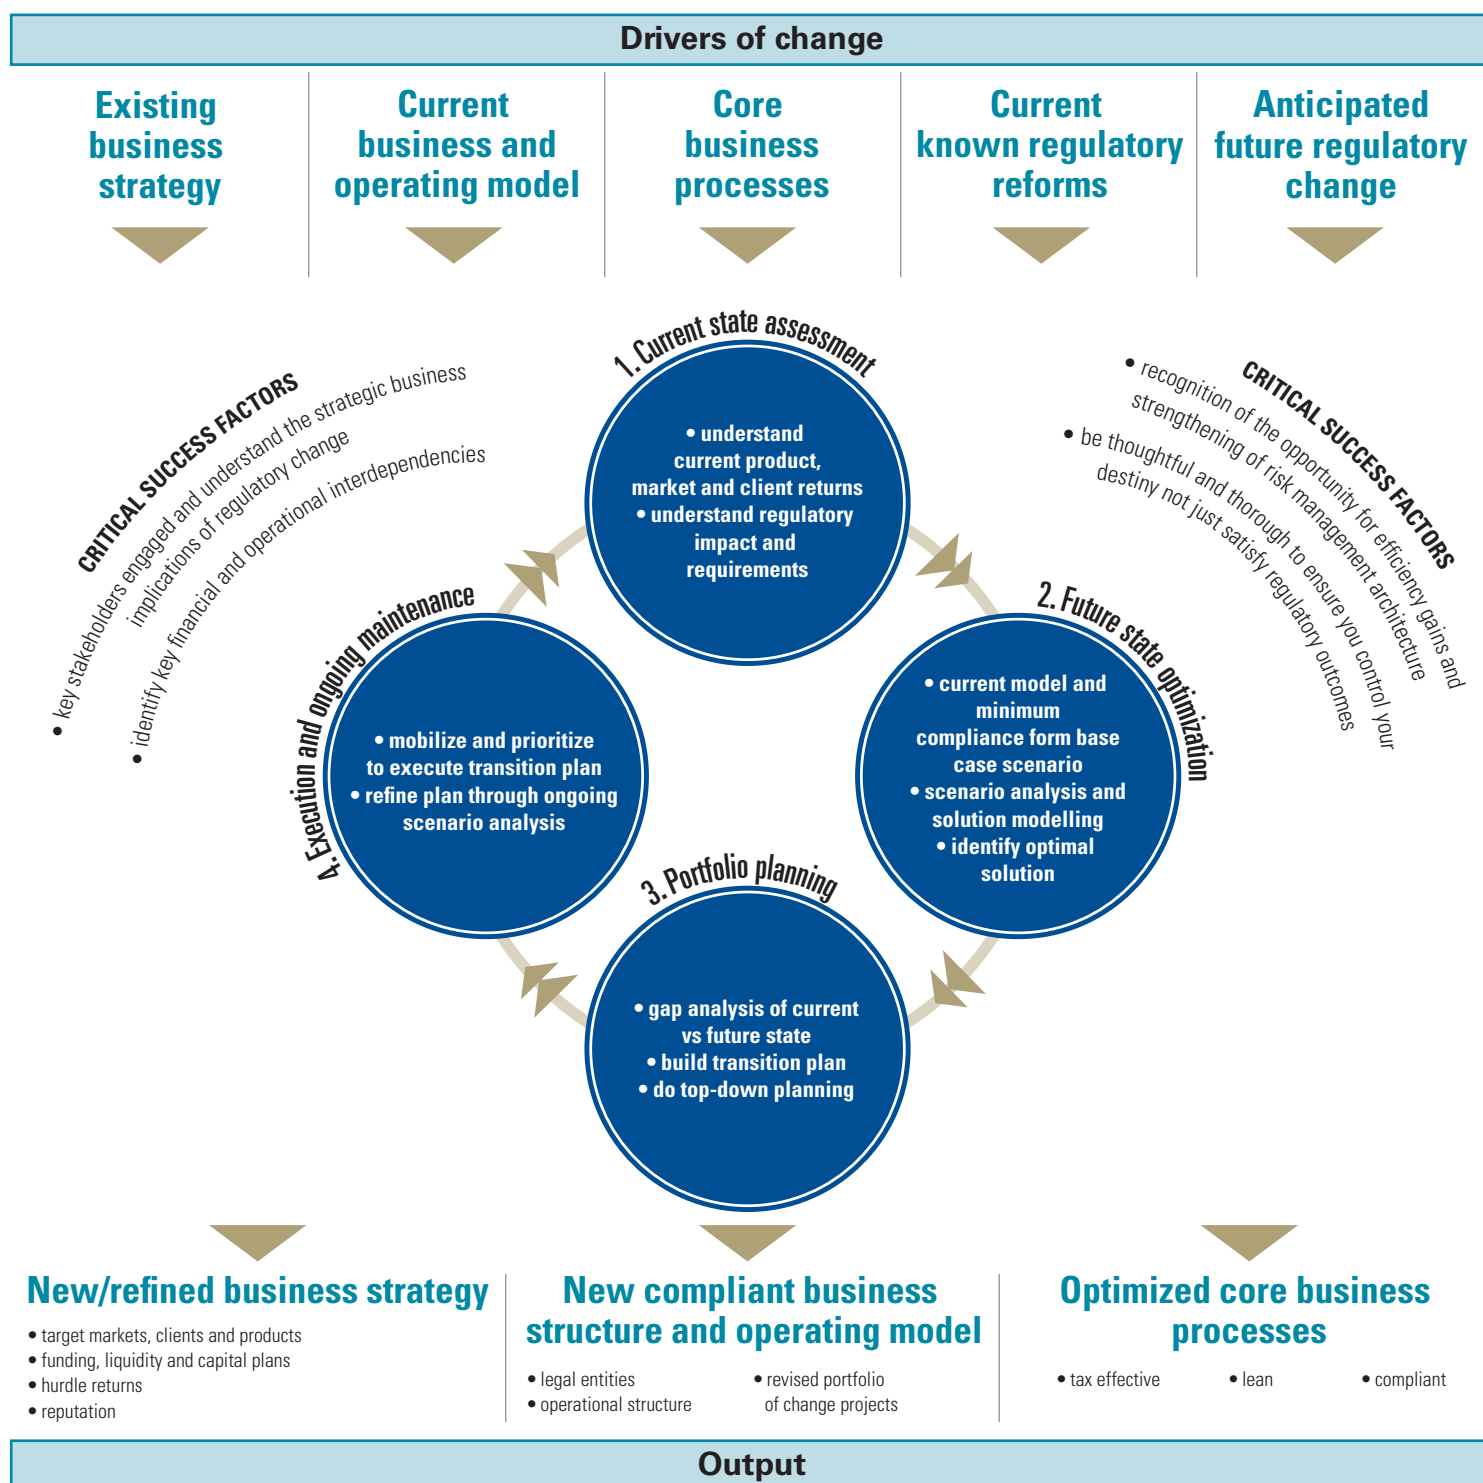 Drivers of change
Existing
business
strategy
Current
business and
operating model
Core
business
processes
Current
known regulatory
reforms
Anticipated
future regulatory
change
CRITICAL SUCCESS FACTORS
• key stakeholders engaged and understand the strategic business
implications of regulatory change
• identify key financial and operational interdependencies
CRITICAL SUCCESS FACTORS
• recognition of the opportunity for efficiency gains and
strengthening of risk management architecture
• be thoughtful and thorough to ensure you control your
destiny not just satisfy regulatory outcomes
1. Current state assessment
• understand
current product,
market and client returns
• understand regulatory
impact and
requirements
2. Future state optimization
• current model and
minimum
compliance form base
case scenario
• scenario analysis and
solution modelling
• identify optimal
solution
3. Portfolio planning
• gap analysis of current
vs future state
• build transition plan
• do top-down planning
4. Execution and ongoing maintenance
• mobilize and prioritize
to execute transition plan
• refine plan through ongoing
scenario analysis
New/refined business strategy
• target markets, clients and products
• funding, liquidity and capital plans
• hurdle returns
• reputation
New compliant business
structure and operating model
• legal entities
• operational structure
• revised portfolio
of change projects
Optimized core business
processes
• tax effective
• lean
• compliant
Output